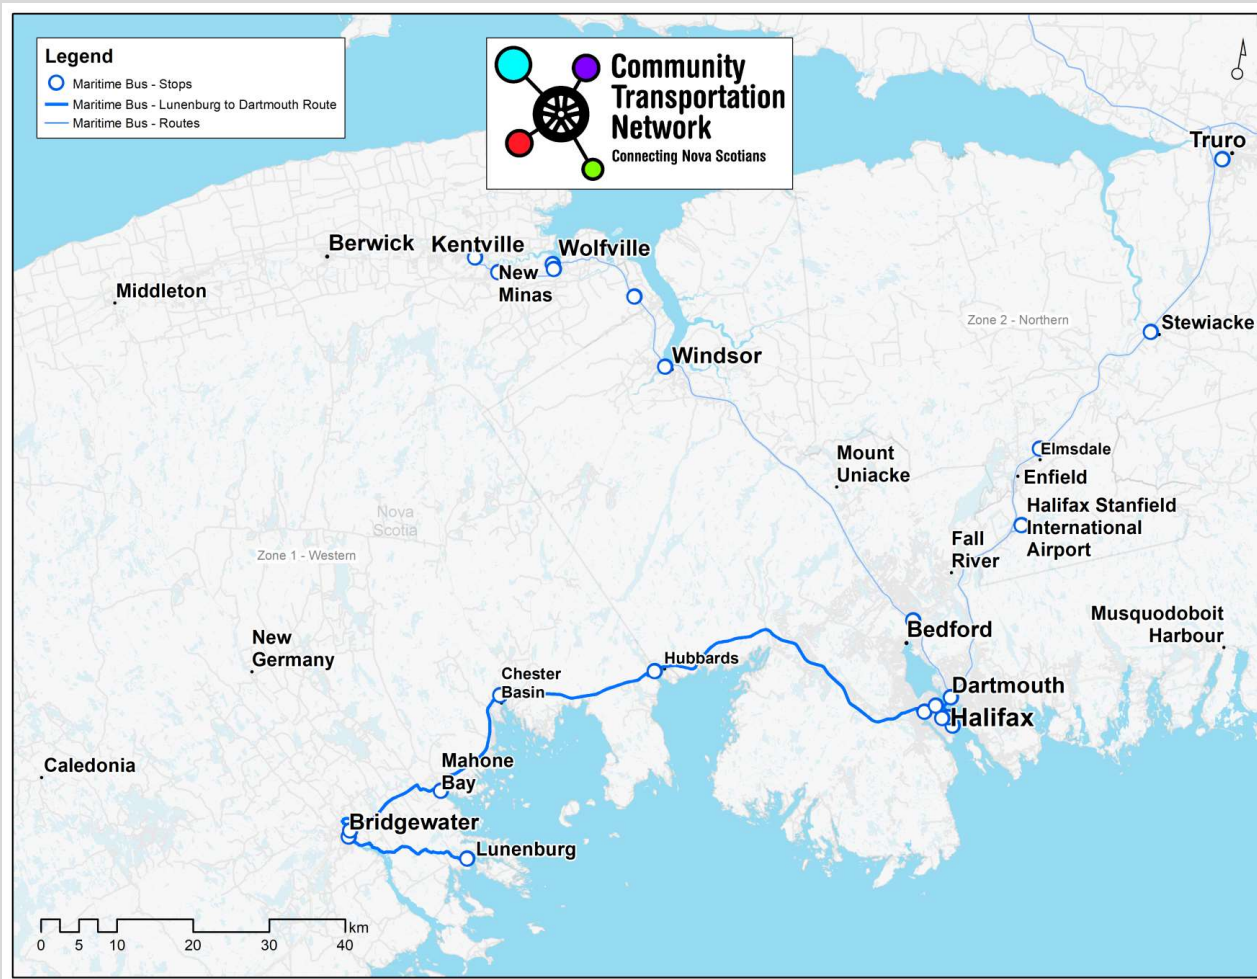 Legend
Maritime Bus - Stops
Maritime Bus - Lunenburg to Dartmouth Route
Maritime Bus - Routes
Community
Transportation
Network
Connecting Nova Scotians
Truro
Berwick
Kentville
Wolfville
New
Minas
Middleton
Zone 2 - Northern
Stewiacke
Windsor
Mount
Uniacke
Elmsdale
Enfield
Halifax Stanfield
International
Airport
Nova
Scotia
Zone 1 - Western
Fall
River
Musquodoboit
Harbour
New
Germany
Bedford
Hubbards
Chester
Basin
Dartmouth
Halifax
Caledonia
Mahone
Bay
Bridgewater
Lunenburg
km
0 5 10 20 30 40